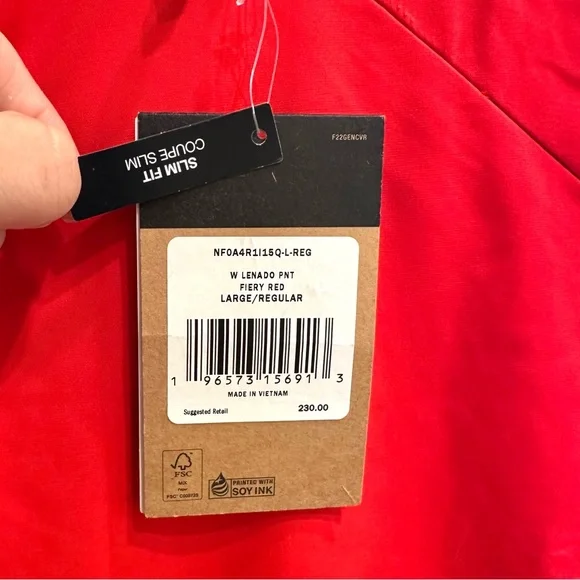 SLIM FIT
COUPE SLIM
F22GENCVR
NF0A4R1I15Q-L-REG
W LENADO PNT
FIERY RED
LARGE/REGULAR
1 96573 15691 3
MADE IN VIETNAM
Suggested Retail 230.00
FSC
PRINTED WITH
SOY INK